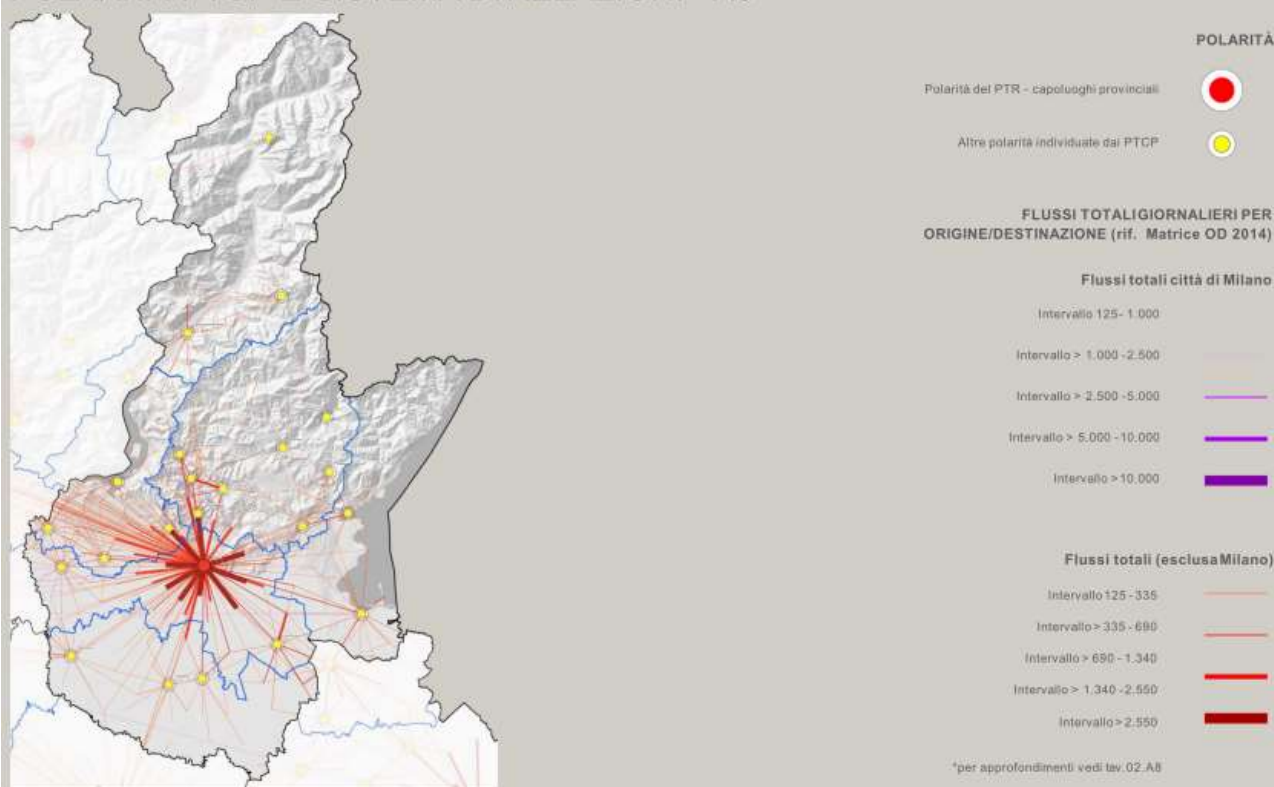 POLARITÀ
Polarità del PTR - capoluoghi provinciali
Altre polarità individuate dai PTCP
FLUSSI TOTALI GIORNALIERI PER
ORIGINE/DESTINAZIONE (rif. Matrice OD 2014)
Flussi totali città di Milano
Intervallo 125- 1.000
Intervallo > 1.000 -2.500
Intervallo > 2.500 -5.000
Intervallo > 5.000 -10.000
Intervallo >10.000
Flussi totali (esclusa Milano)
Intervallo 125 - 335
Intervallo > 335 - 690
Intervallo > 690 - 1.340
Intervallo > 1.340 -2.550
Intervallo > 2.550
*per approfondimenti vedi tav.02.A8